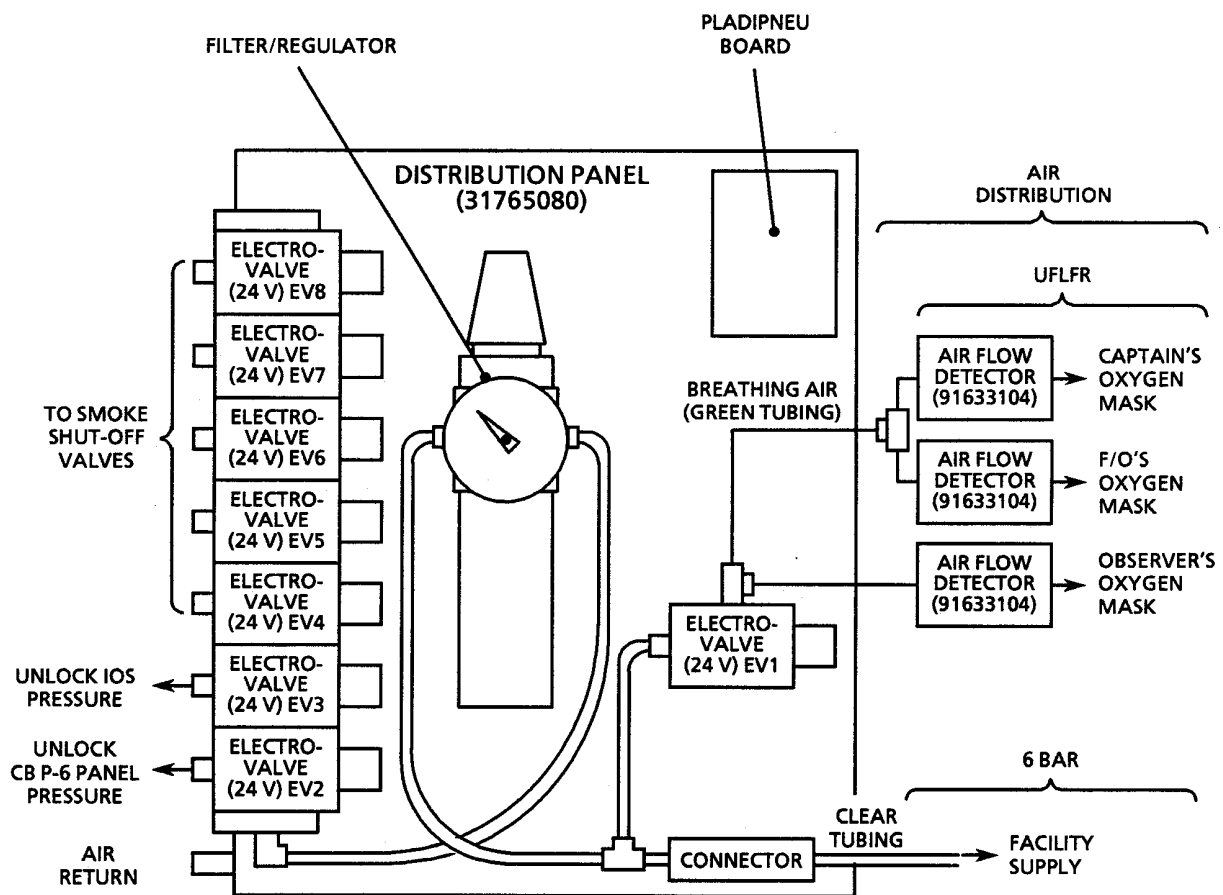 PLADIPNEU
BOARD
FILTER/REGULATOR
DISTRIBUTION PANEL
(31765080)
AIR
DISTRIBUTION
UFLFR
ELECTRO-
VALVE
(24 V) EV8
ELECTRO-
VALVE
(24 V) EV7
ELECTRO-
VALVE
(24 V) EV6
ELECTRO-
VALVE
(24 V) EV5
ELECTRO-
VALVE
(24 V) EV4
ELECTRO-
VALVE
(24 V) EV3
ELECTRO-
VALVE
(24 V) EV2
TO SMOKE
SHUT-OFF
VALVES
UNLOCK IOS
PRESSURE
UNLOCK
CB P-6 PANEL
PRESSURE
AIR
RETURN
BREATHING AIR
(GREEN TUBING)
AIR FLOW
DETECTOR
(91633104)
CAPTAIN'S
OXYGEN
MASK
AIR FLOW
DETECTOR
(91633104)
F/O'S
OXYGEN
MASK
AIR FLOW
DETECTOR
(91633104)
OBSERVER'S
OXYGEN
MASK
ELECTRO-
VALVE
(24 V) EV1
6 BAR
CLEAR
TUBING
CONNECTOR
FACILITY
SUPPLY